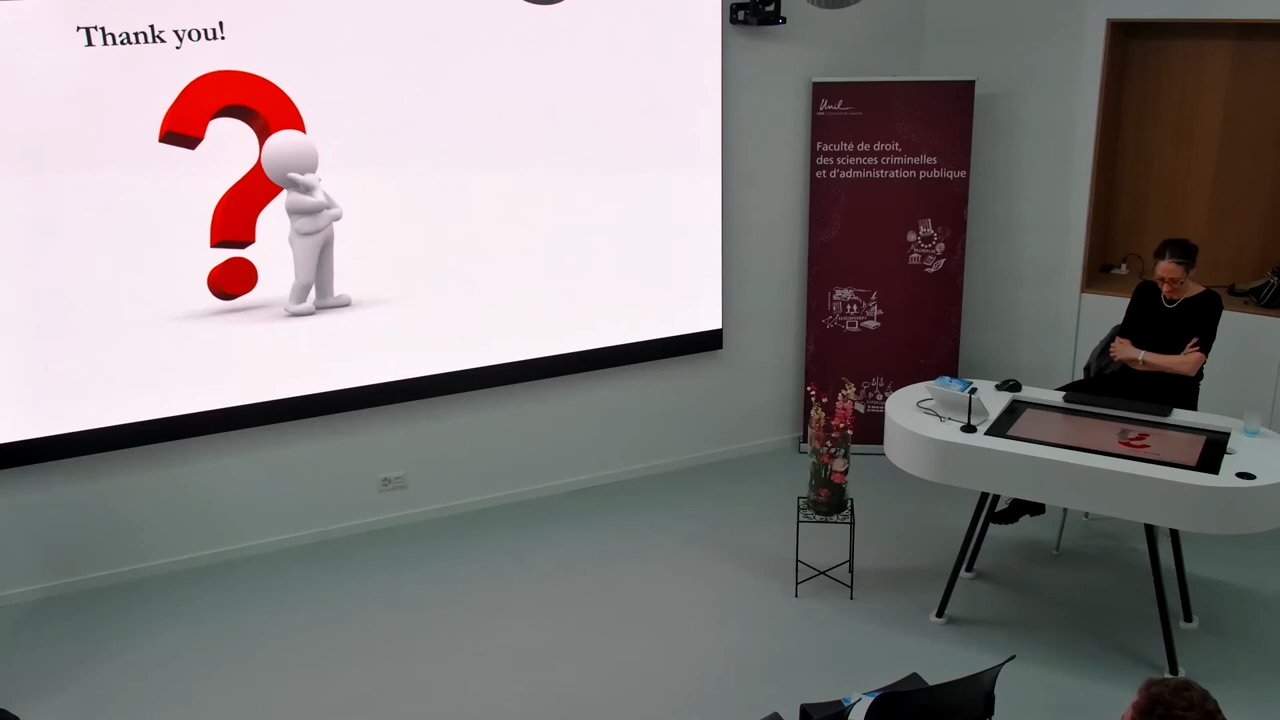 Thank you!
Unil
Faculté de droit,
des sciences criminelles
et d'administration publique